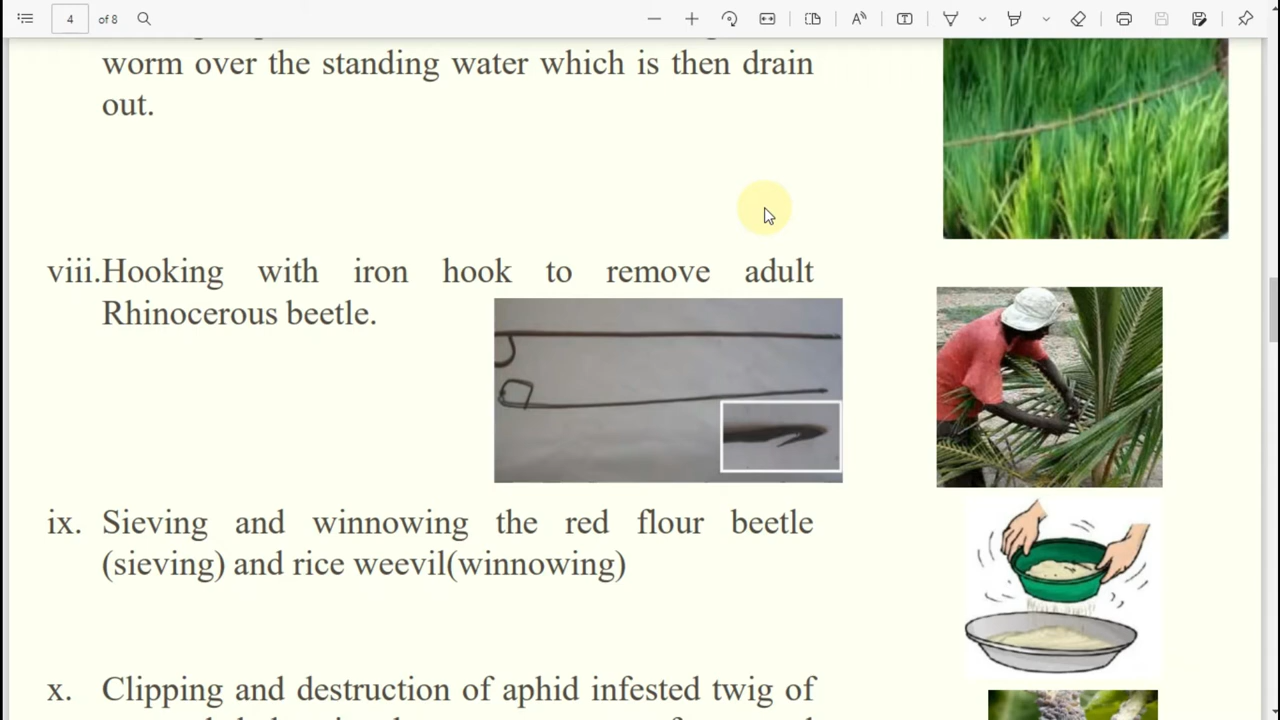 4 of 8
worm over the standing water which is then drain
out.
viii.Hooking with iron hook to remove adult
Rhinocerous beetle.
ix. Sieving and winnowing the red flour beetle
(sieving) and rice weevil(winnowing)
x. Clipping and destruction of aphid infested twig of